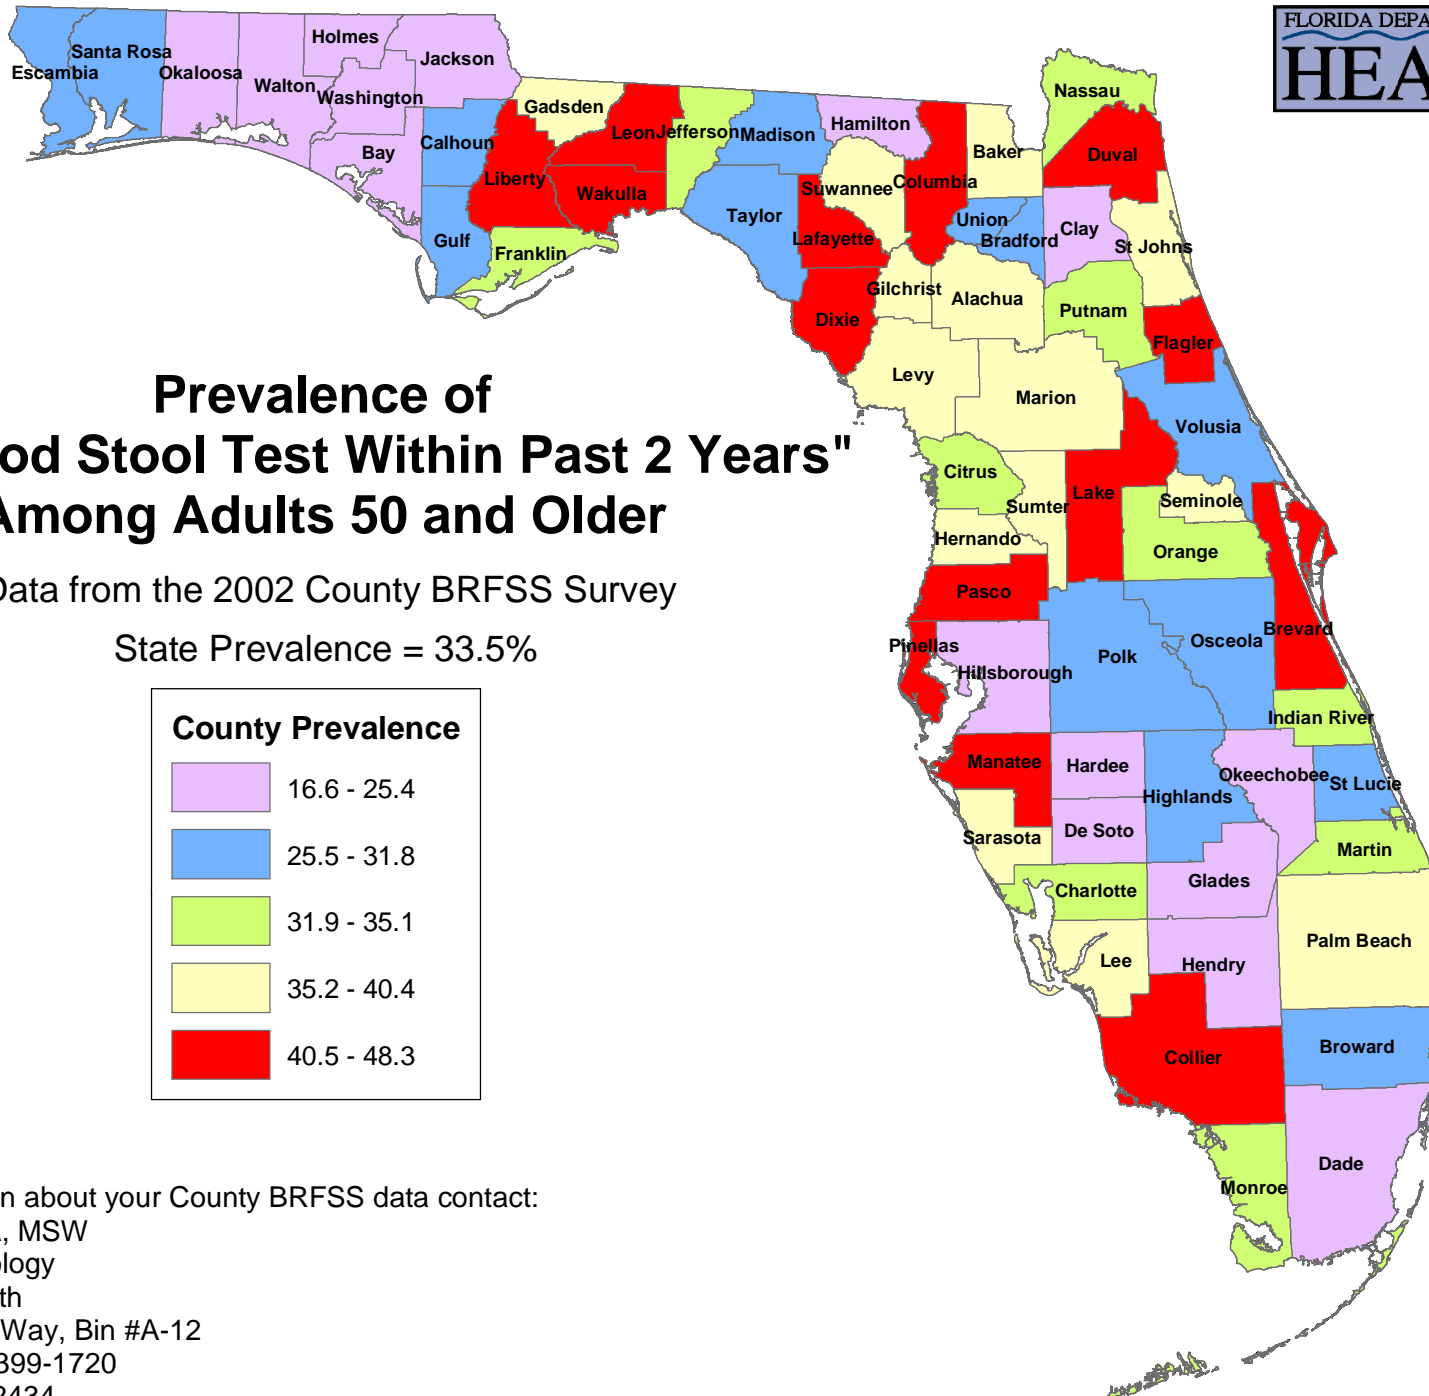 FLORIDA DEPA
HEA
Holmes
Santa Rosa
Jackson
Escambia
Okaloosa
Walton
Washington
Nassau
Gadsden
Hamilton
Leon
Jefferson
Madison
Calhoun
Bay
Baker
Duval
Liberty
Wakulla
Suwannee
Columbia
Taylor
Union
Bradford
Clay
Gulf
Franklin
Lafayette
St Johns
Gilchrist
Alachua
Putnam
Dixie
Flagler
Levy
Marion
Volusia
Citrus
Lake
Sumter
Seminole
Hernando
Orange
Pasco
Pinellas
Hillsborough
Polk
Osceola
Brevard
Indian River
Manatee
Hardee
Okeechobee
Highlands
St Lucie
De Soto
Sarasota
Martin
Charlotte
Glades
Palm Beach
Lee
Hendry
Collier
Broward
Dade
Monroe
Prevalence of
od Stool Test Within Past 2 Years"
Among Adults 50 and Older
Data from the 2002 County BRFSS Survey
State Prevalence = 33.5%
County Prevalence
16.6 - 25.4
25.5 - 31.8
31.9 - 35.1
35.2 - 40.4
40.5 - 48.3
n about your County BRFSS data contact:
, MSW
ology
th
Way, Bin #A-12
399-1720
2434